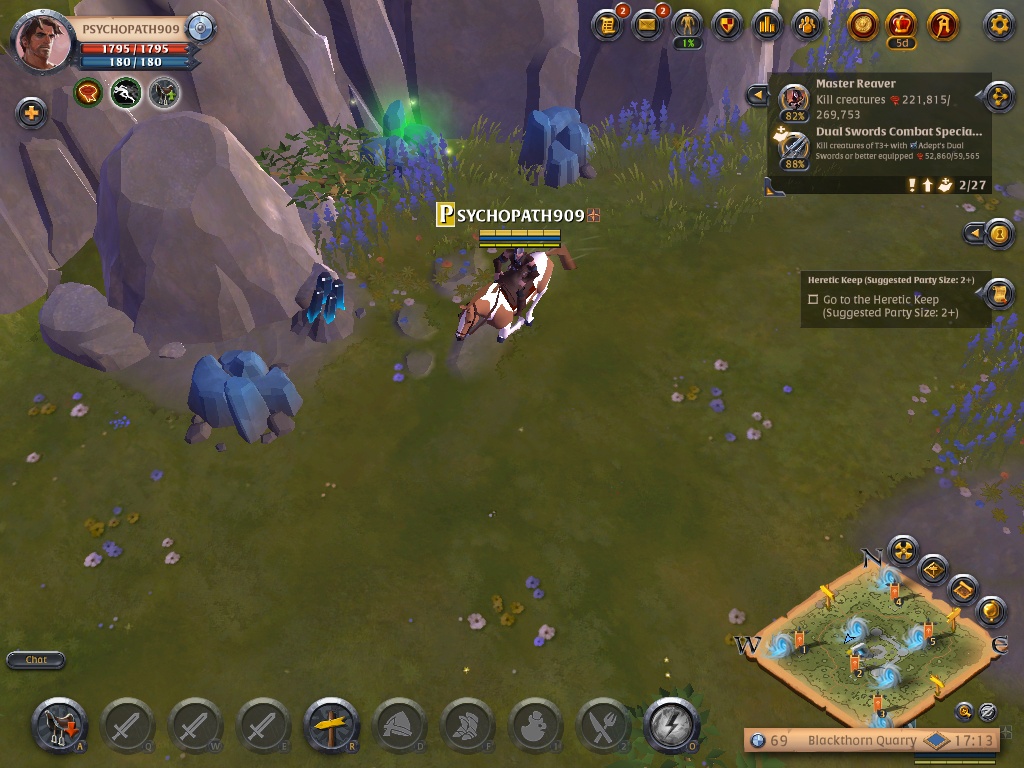 PSYCHOPATH909
1795/1795
180/180
2
2
1%
5d
Master Reaver
Kill creatures 221,815/
269,753
82%
Dual Swords Combat Specia...
Kill creatures of T3+ with Adept's Dual
Swords or better equipped 52,860/59,565
88%
2/27
PSYCHOPATH909
Heretic Keep (Suggested Party Size: 2+)
Go to the Heretic Keep
(Suggested Party Size: 2+)
N
W
E
4
1
5
2
3
Chat
A
Q
W
E
R
D
F
2
O
69 Blackthorn Quarry 17:13